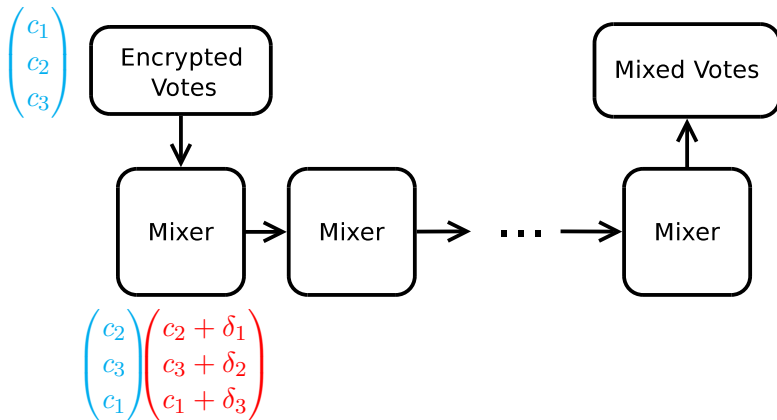 c₁
c₂
c₃
Encrypted
Votes
Mixed Votes
Mixer
Mixer
...
Mixer
c₂ c₂ + δ₁
c₃ c₃ + δ₂
c₁ c₁ + δ₃